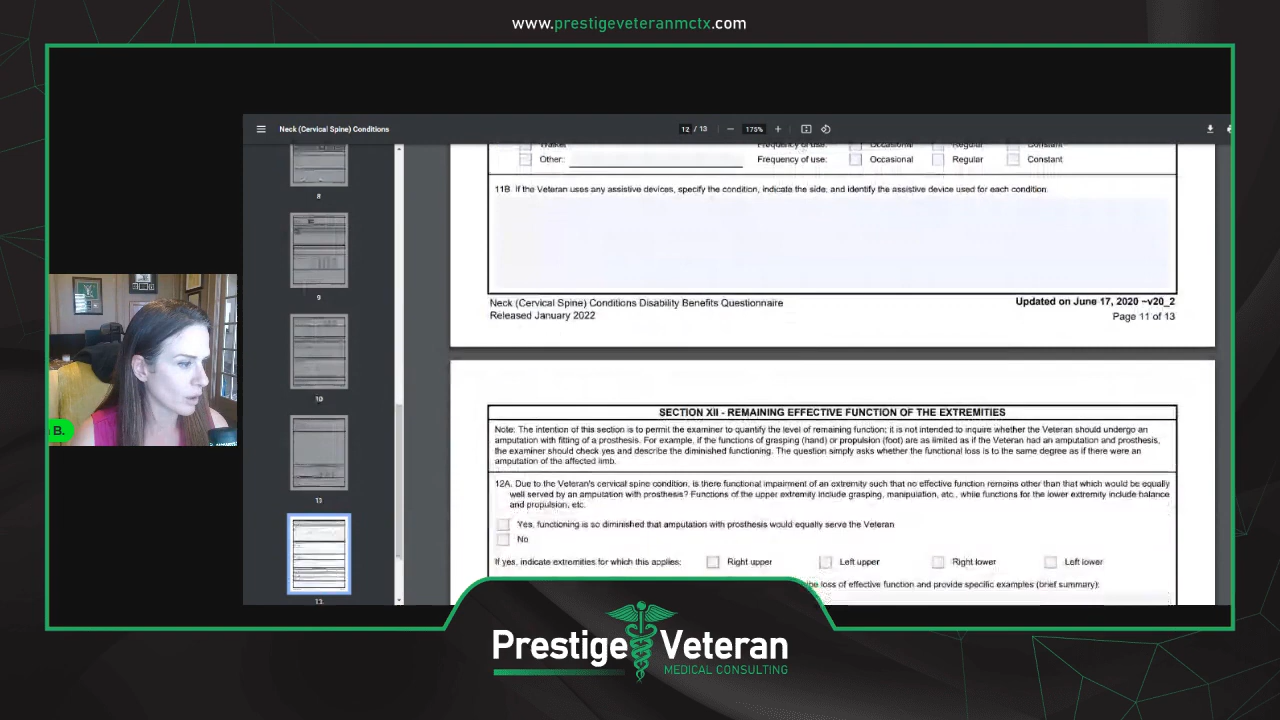 www.prestigeveteranmctx.com
Neck (Cervical Spine) Conditions
12 / 13
175%
Walker Frequency of use: Occasional Regular Constant
Other: Frequency of use: Occasional Regular Constant
11B. If the Veteran uses any assistive devices, specify the condition, indicate the side, and identify the assistive device used for each condition.
8
9
10
Neck (Cervical Spine) Conditions Disability Benefits Questionnaire
Updated on June 17, 2020 ~v20_2
Released January 2022
Page 11 of 13
SECTION XII - REMAINING EFFECTIVE FUNCTION OF THE EXTREMITIES
Note: The intention of this section is to permit the examiner to quantify the level of remaining function; it is not intended to inquire whether the Veteran should undergo an
amputation with fitting of a prosthesis. For example, if the functions of grasping (hand) or propulsion (foot) are as limited as if the Veteran had an amputation and prosthesis,
the examiner should check yes and describe the diminished functioning. The question simply asks whether the functional loss is to the same degree as if there were an
amputation of the affected limb.
12A. Due to the Veteran's cervical spine condition, is there functional impairment of an extremity such that no effective function remains other than that which would be equally
well served by an amputation with prosthesis? Functions of the upper extremity include grasping, manipulation, etc., while functions for the lower extremity include balance
and propulsion, etc.
Yes, functioning is so diminished that amputation with prosthesis would equally serve the Veteran
No
If yes, indicate extremities for which this applies: Right upper Left upper Right lower Left lower
loss of effective function and provide specific examples (brief summary):
B.
Prestige Veteran
MEDICAL CONSULTING